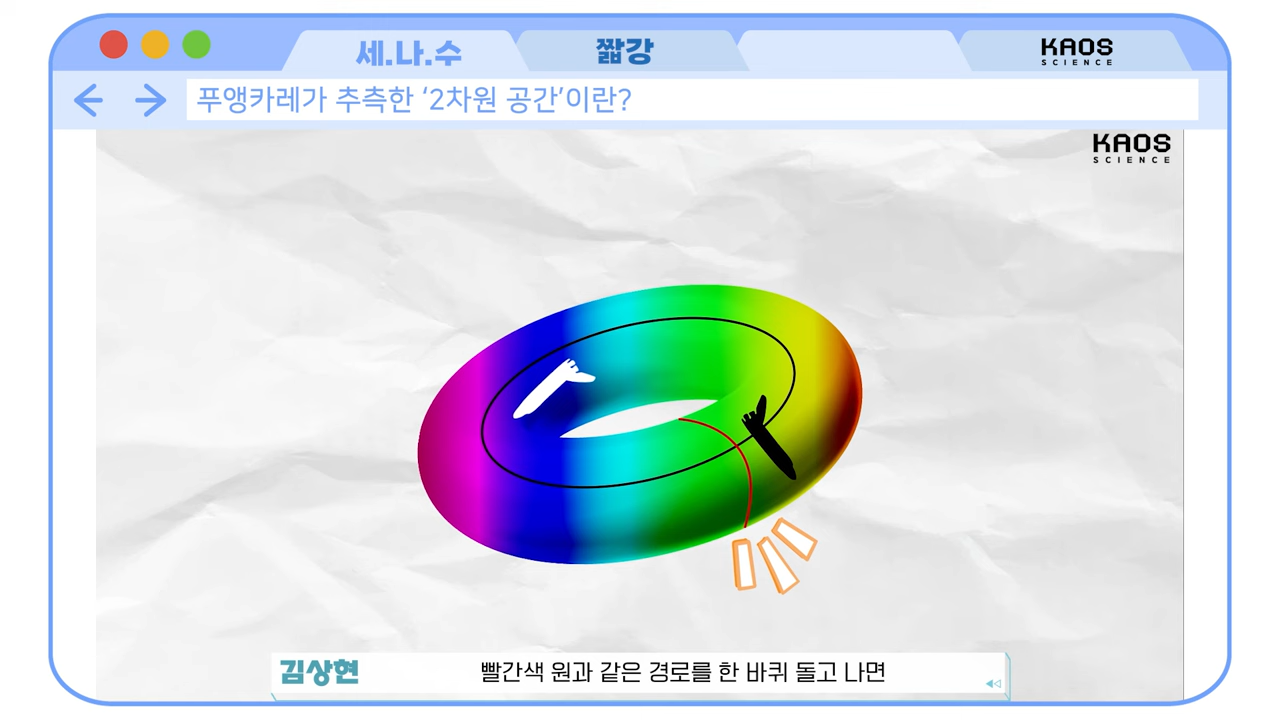 세.나.수
짧강
KAOS
SCIENCE
푸앵카레가 추측한 ‘2차원 공간’이란?
KAOS
SCIENCE
김상현
빨간색 원과 같은 경로를 한 바퀴 돌고 나면